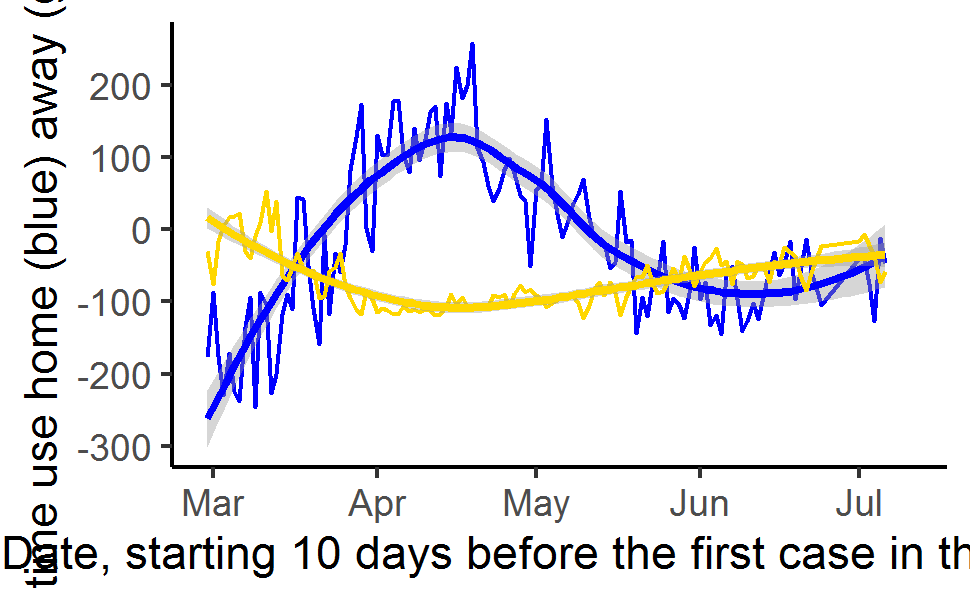 time use home (blue) away (
200
100
0
-100
-200
-300
Mar Apr May Jun Jul
Date, starting 10 days before the first case in th